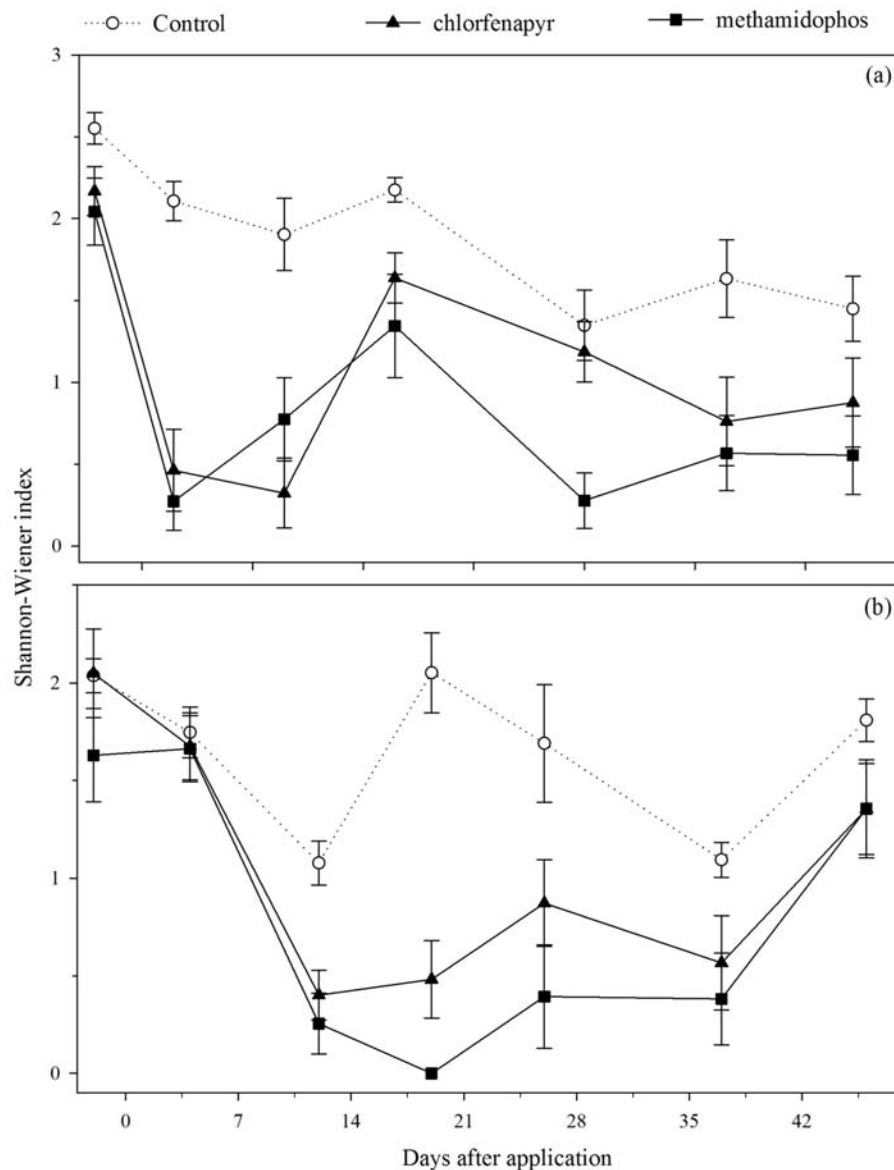 Control chlorfenapyr methamidophos
3
(a)
2
1
0
Shannon-Wiener index
(b)
2
1
0
0 7 14 21 28 35 42
Days after application